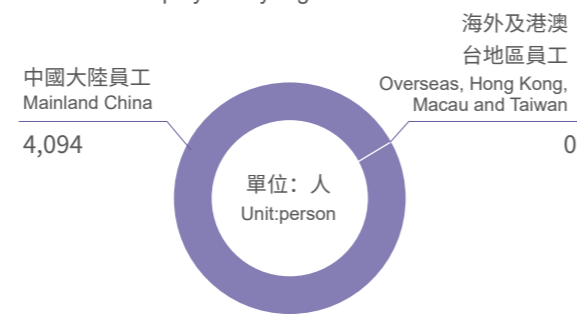 海外及港澳
台地區員工
Overseas, Hong Kong,
Macau and Taiwan
0
中國大陸員工
Mainland China
4,094
單位：人
Unit:person